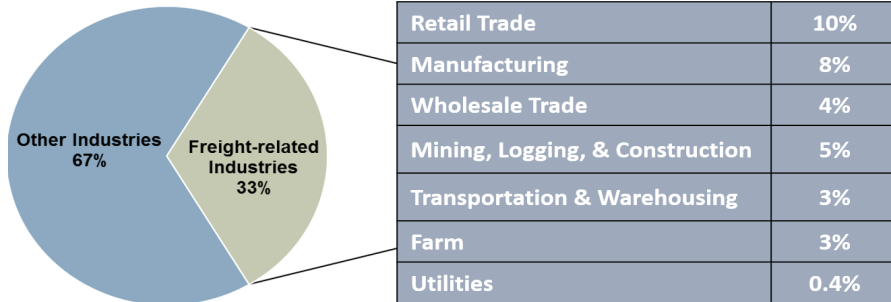 Other Industries
67%
Freight-related
Industries
33%
Retail Trade 10%
Manufacturing 8%
Wholesale Trade 4%
Mining, Logging, & Construction 5%
Transportation & Warehousing 3%
Farm 3%
Utilities 0.4%